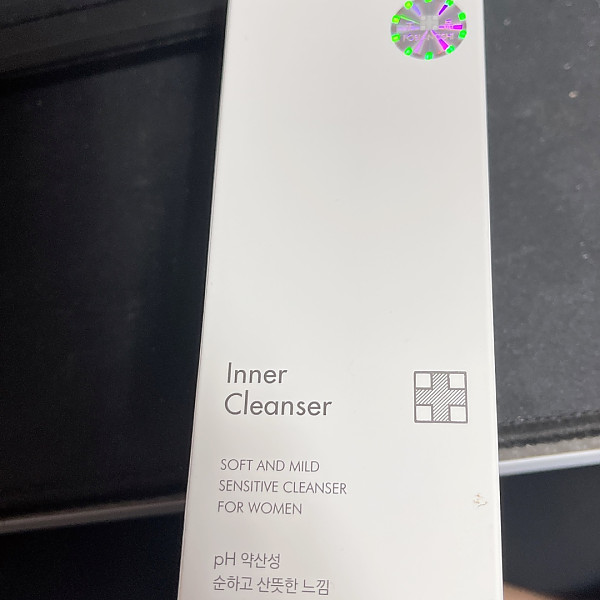 Inner
Cleanser
SOFT AND MILD
SENSITIVE CLEANSER
FOR WOMEN
pH 약산성
순하고 산뜻한 느낌